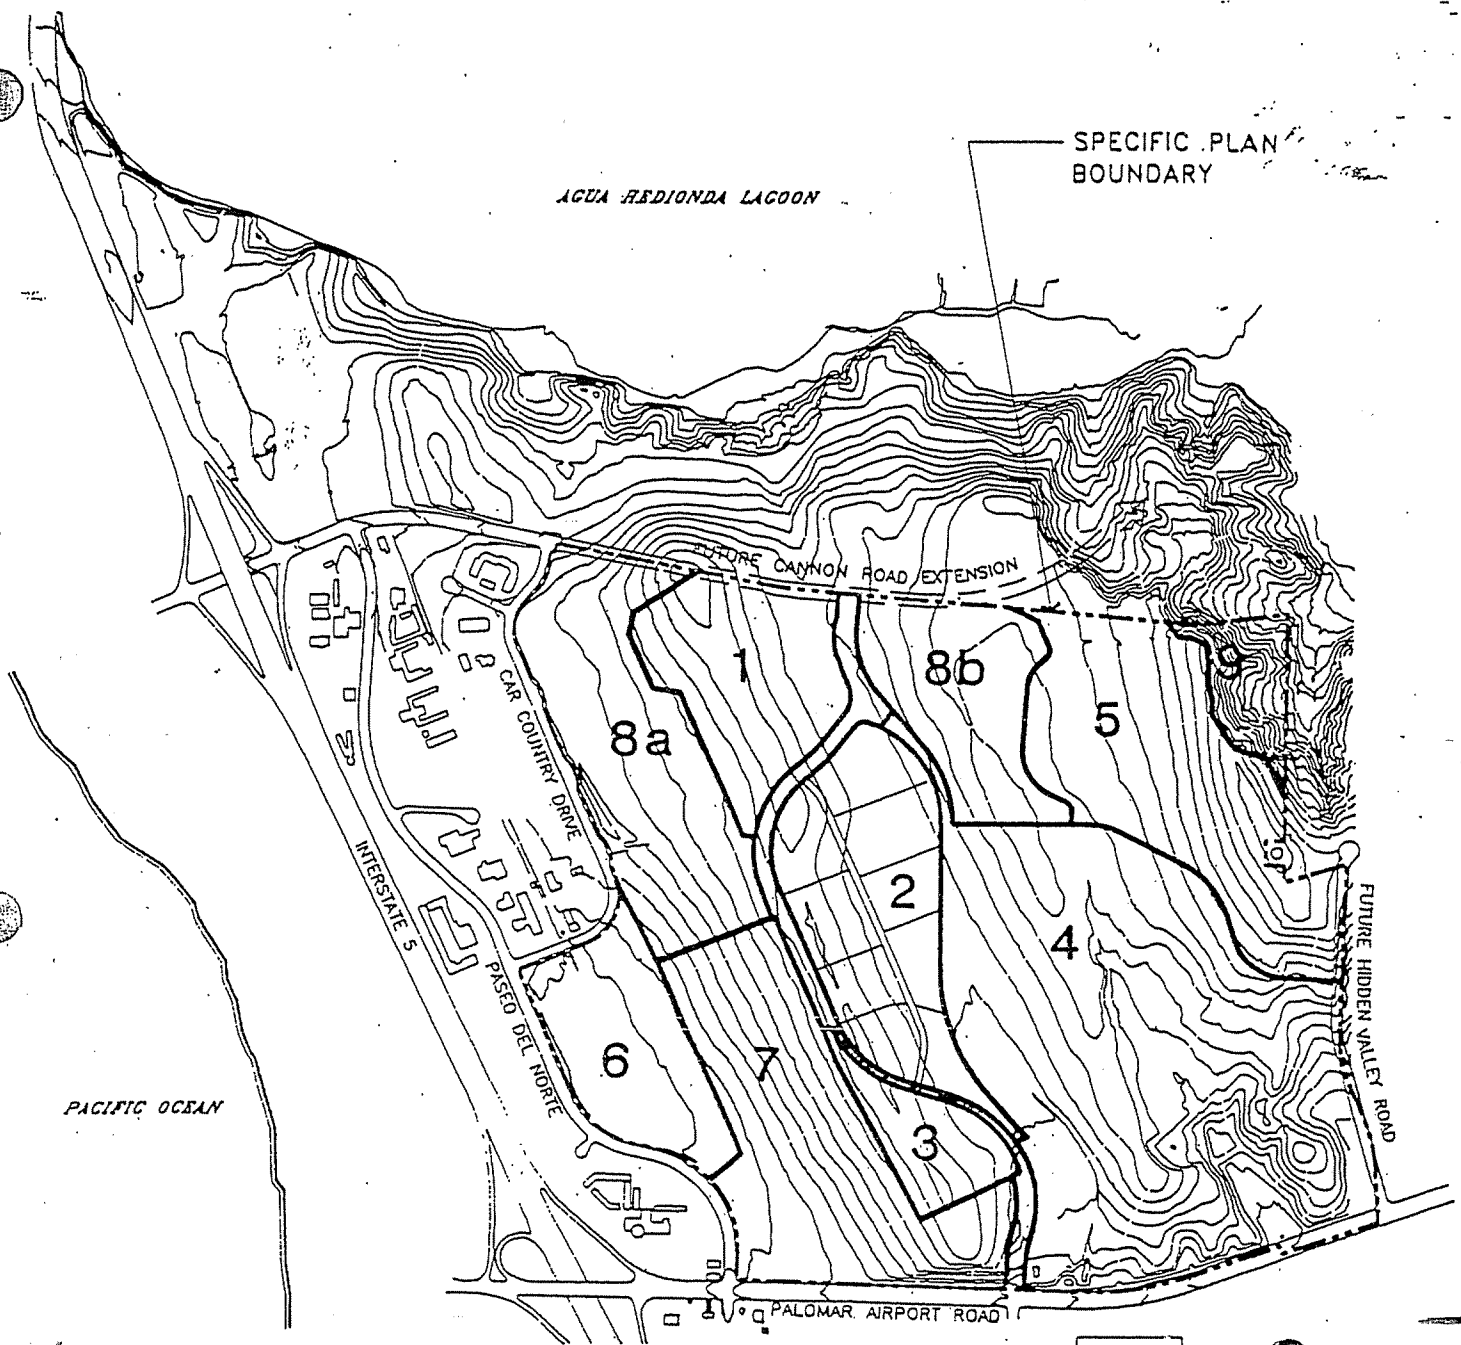 SPECIFIC PLAN
BOUNDARY
AGUA HEDIONDA LAGOON
FUTURE CANNON ROAD EXTENSION
1
8b
9
5
8a
CAR COUNTRY DRIVE
2
4
INTERSTATE 5
FUTURE HIDDEN VALLEY ROAD
PASEO DEL NORTE
6
7
3
PACIFIC OCEAN
PALOMAR AIRPORT ROAD